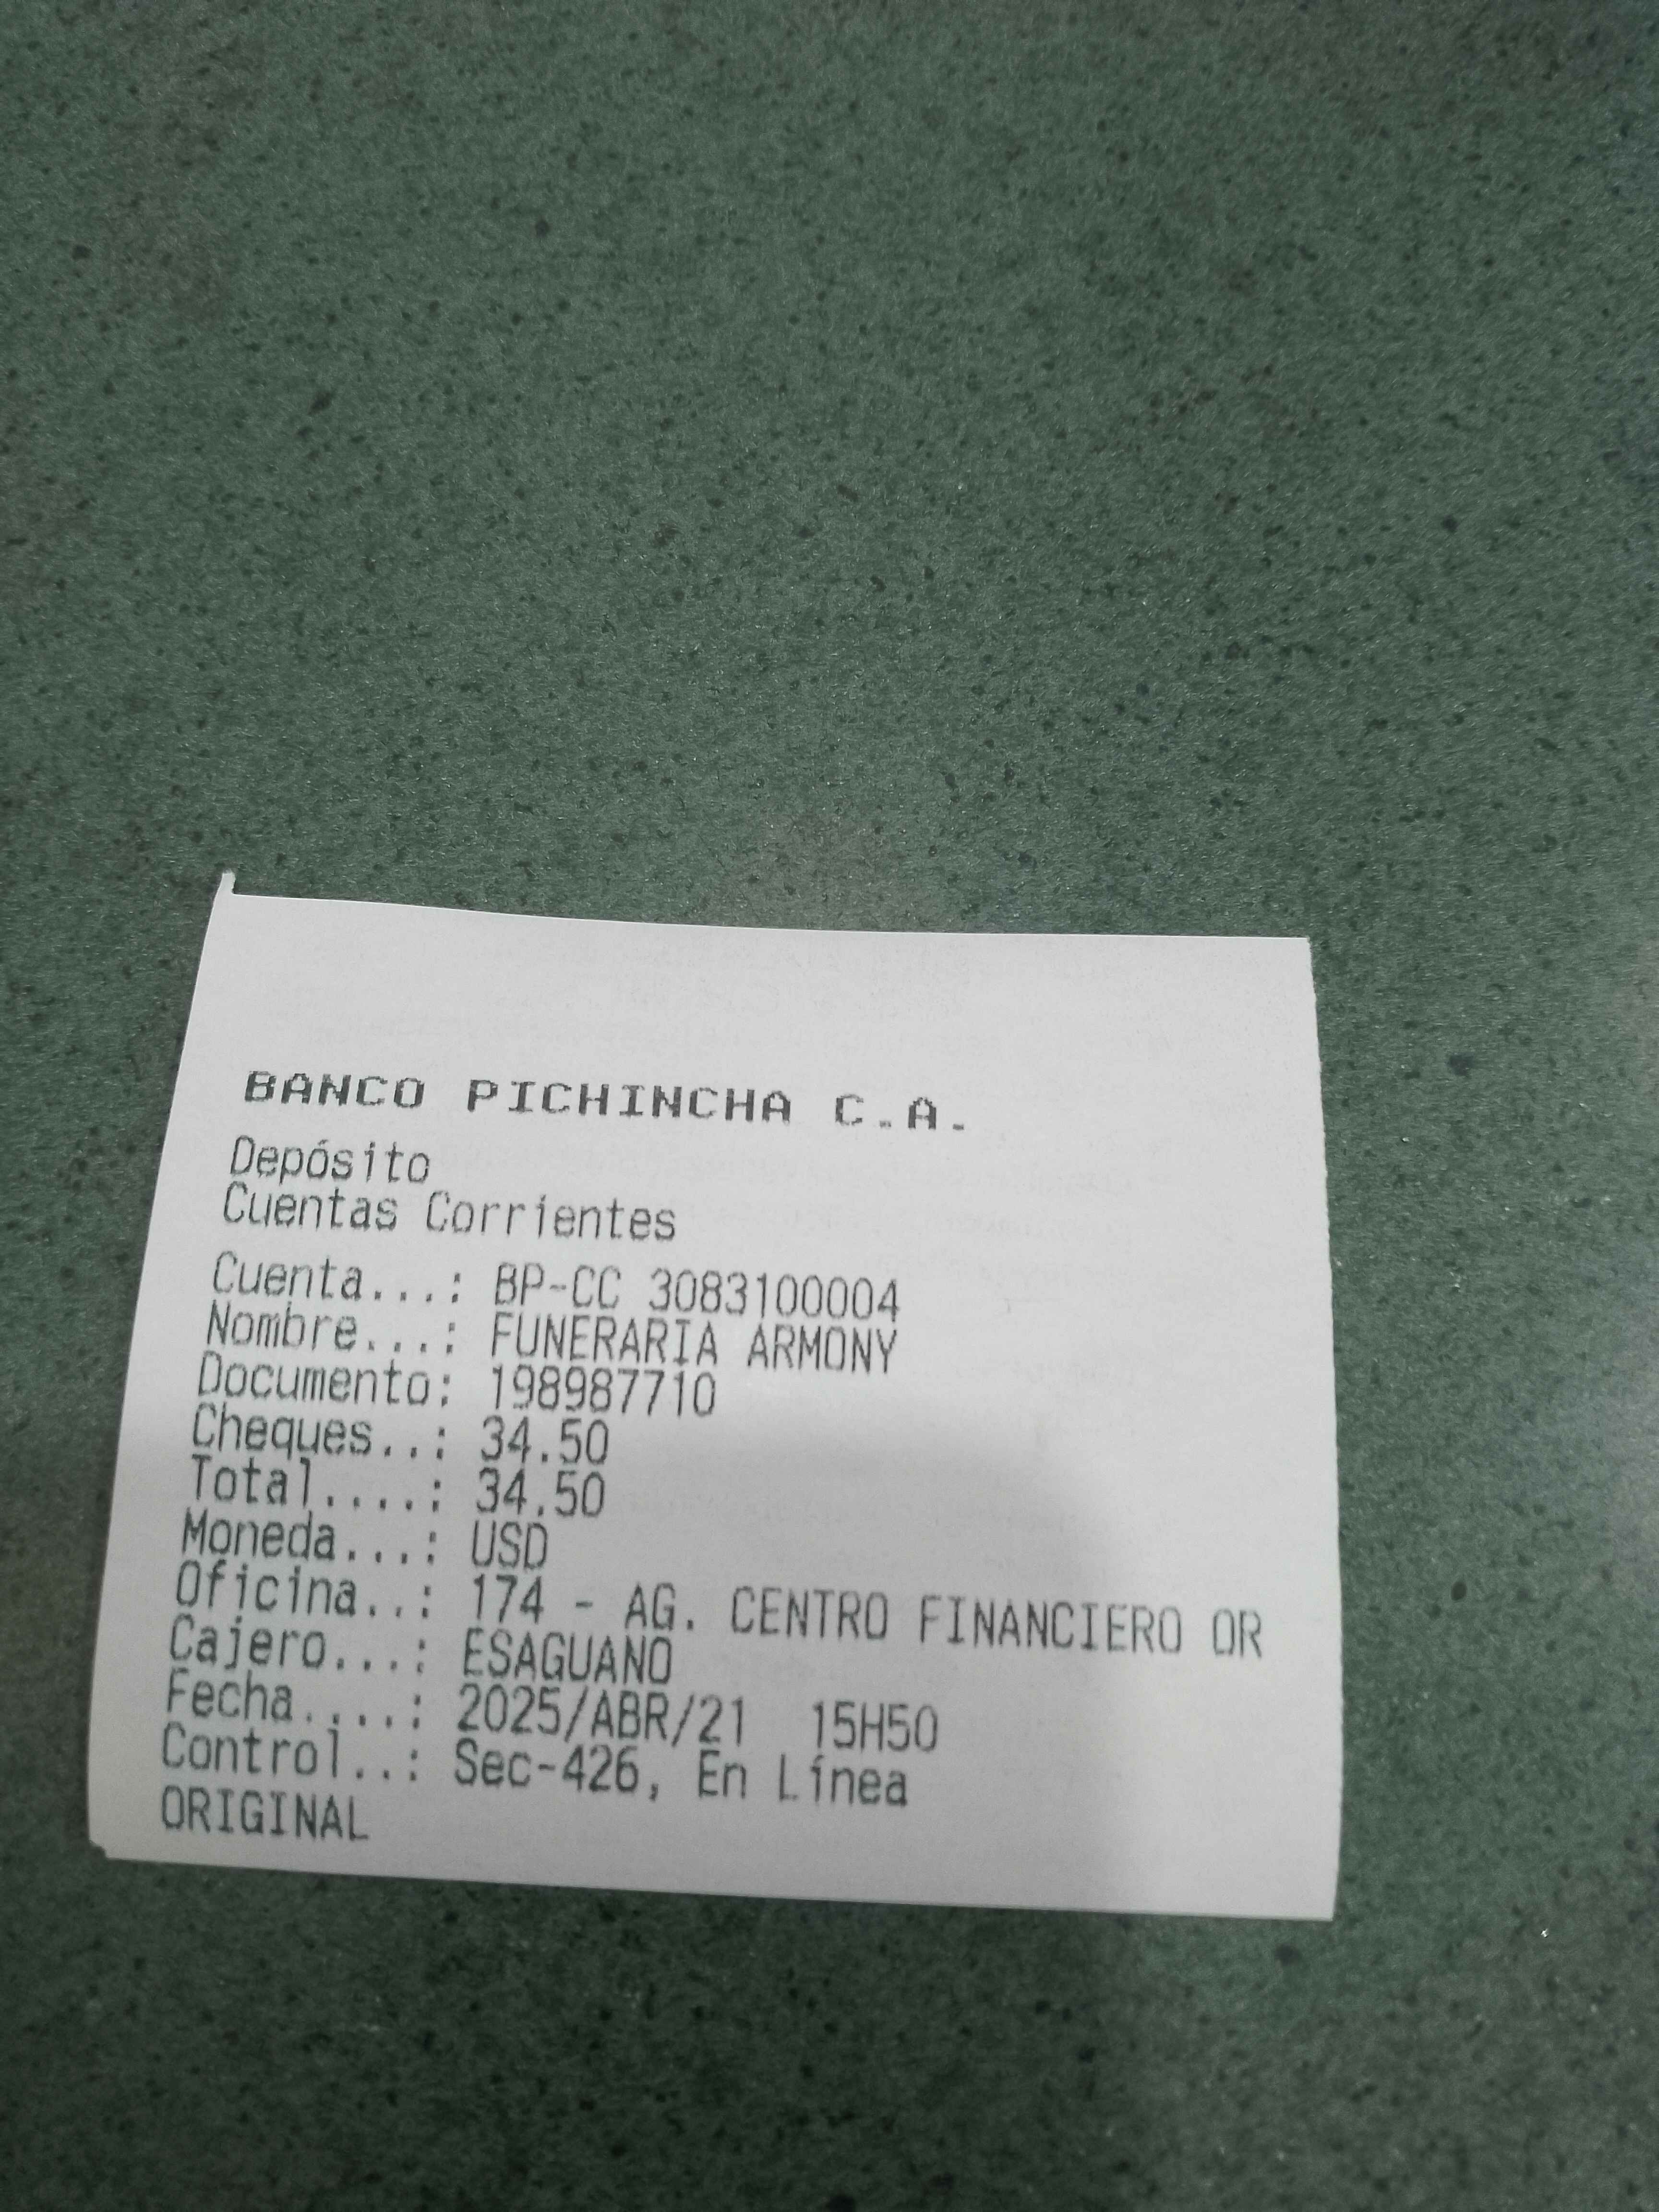 BANCO PICHINCHA C.A.
Depósito
Cuentas Corrientes
Cuenta...: BP-CC 3083100004
Nombre...: FUNERARIA ARMONY
Documento: 198987710
Cheques..: 34.50
Total....: 34.50
Moneda...: USD
Oficina..: 174 - AG. CENTRO FINANCIERO OR
Cajero...: ESAGUANO
Fecha....: 2025/ABR/21 15H50
Control..: Sec-426, En Línea
ORIGINAL